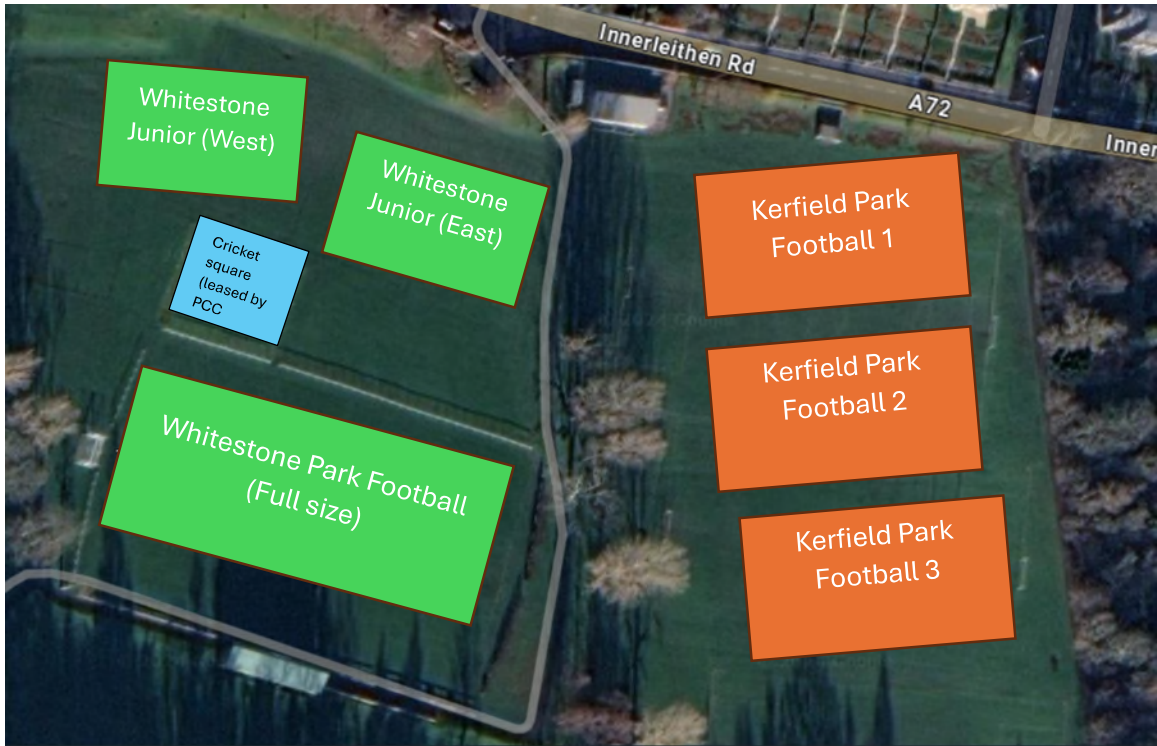 Innerleithen Rd
A72
Inner
Whitestone
Junior (West)
Whitestone
Junior (East)
Cricket
square
(leased by
PCC
Whitestone Park Football
(Full size)
Kerfield Park
Football 1
Kerfield Park
Football 2
Kerfield Park
Football 3